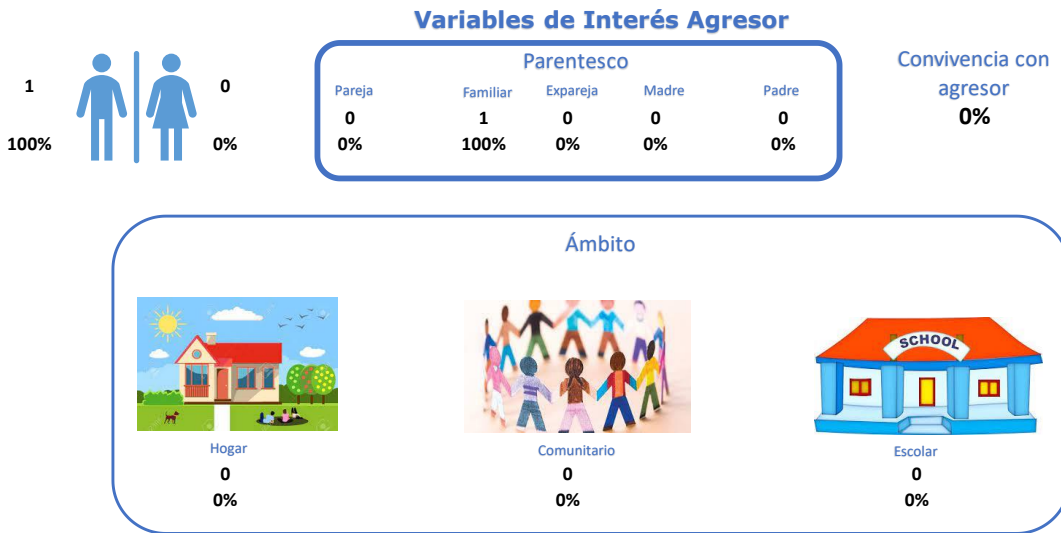 Variables de Interés Agresor
1
0
100%
0%
Parentesco
Pareja
Familiar
Expareja
Madre
Padre
0
1
0
0
0
0%
100%
0%
0%
0%
Convivencia con
agresor
0%
Ámbito
SCHOOL
Hogar
Comunitario
Escolar
0
0
0
0%
0%
0%